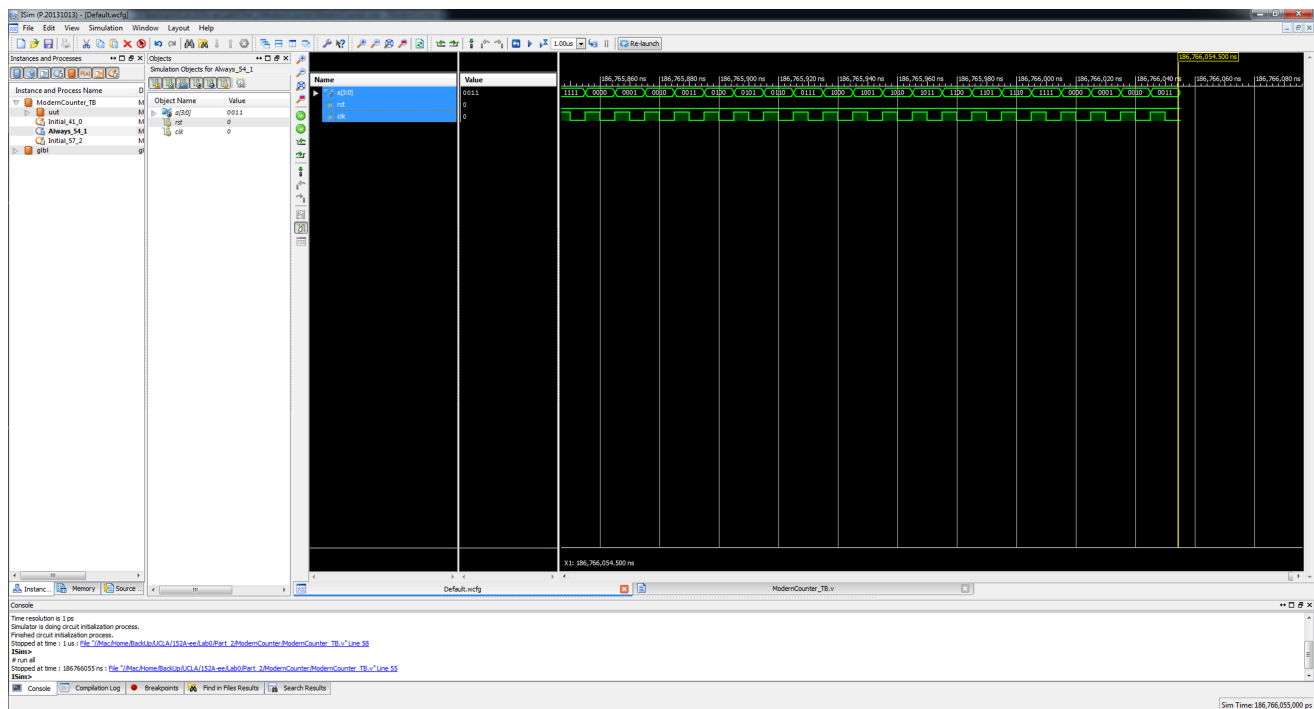 ISim (P.20131013) - [Default.wcfg]
File Edit View Simulation Window Layout Help
1.00us Re-launch
Instances and Processes
Instance and Process Name D
ModernCounter_TB M
uut M
Initial_41_0 M
Always_54_1 M
Initial_57_2 M
glbl gl
Objects
Simulation Objects for Always_54_1
Object Name Value
a[3:0] 0011
rst 0
clk 0
Name Value
a[3:0] 0011
rst 0
clk 0
186,766,054.500 ns
186,765,860 ns 186,765,880 ns 186,765,900 ns 186,765,920 ns 186,765,940 ns 186,765,960 ns 186,765,980 ns 186,766,000 ns 186,766,020 ns 186,766,040 n 186,766,060 ns 186,766,080 ns
1111 0000 0001 0010 0011 0100 0101 0110 0111 1000 1001 1010 1011 1100 1101 1110 1111 0000 0001 0010 0011
X1: 186,766,054.500 ns
Instanc... Memory Source ...
Default.wcfg ModernCounter_TB.v
Console
Time resolution is 1 ps
Simulator is doing circuit initialization process.
Finished circuit initialization process.
Stopped at time : 1 us : File "//Mac/Home/BackUp/UCLA/152A-ee/Lab0/Part_2/ModernCounter/ModernCounter_TB.v" Line 58
ISim>
# run all
Stopped at time : 186766055 ns : File "//Mac/Home/BackUp/UCLA/152A-ee/Lab0/Part_2/ModernCounter/ModernCounter_TB.v" Line 55
ISim>
Console Compilation Log Breakpoints Find in Files Results Search Results
Sim Time: 186,766,055,000 ps